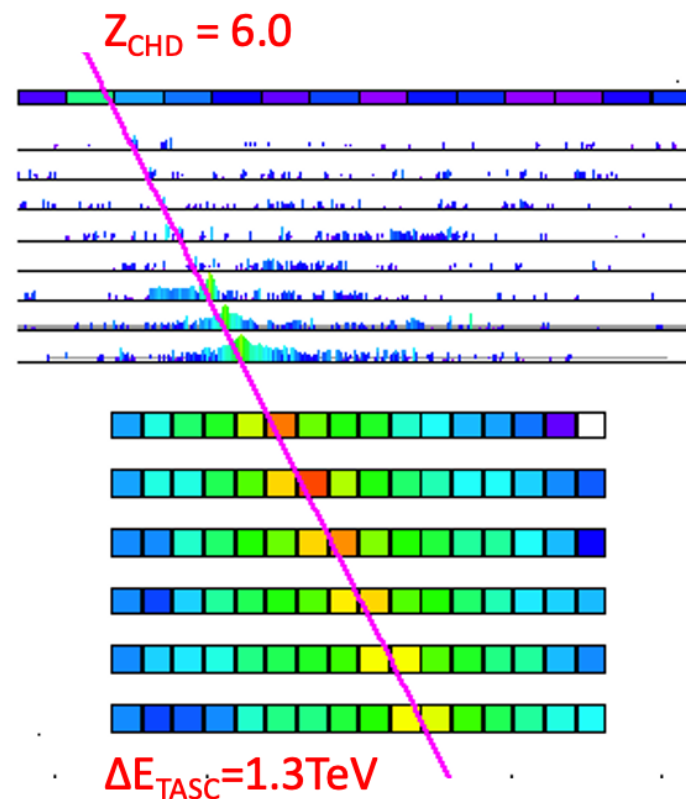 Z_CHD = 6.0
ΔE_TASC=1.3TeV